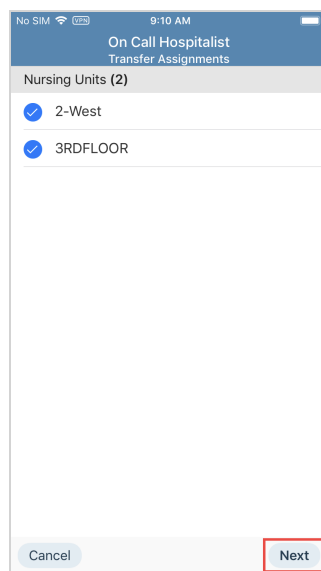 No SIM VPN 9:10 AM
On Call Hospitalist
Transfer Assignments
Nursing Units (2)
2-West
3RDFLOOR
Cancel Next